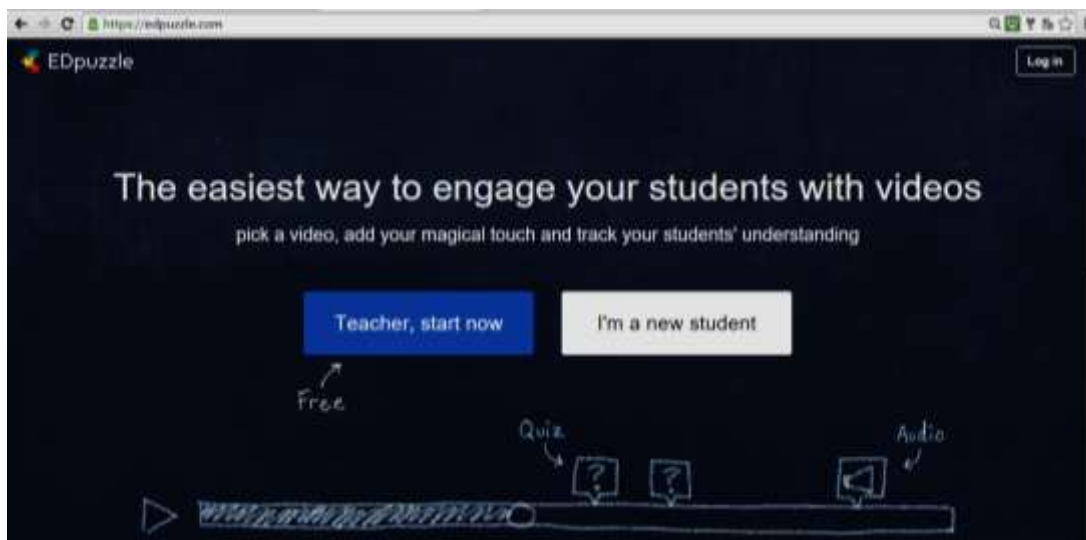 https://edpuzzle.com
EDpuzzle
Log in
The easiest way to engage your students with videos
pick a video, add your magical touch and track your students' understanding
Teacher, start now
I'm a new student
Free
Quiz
Audio
?
?